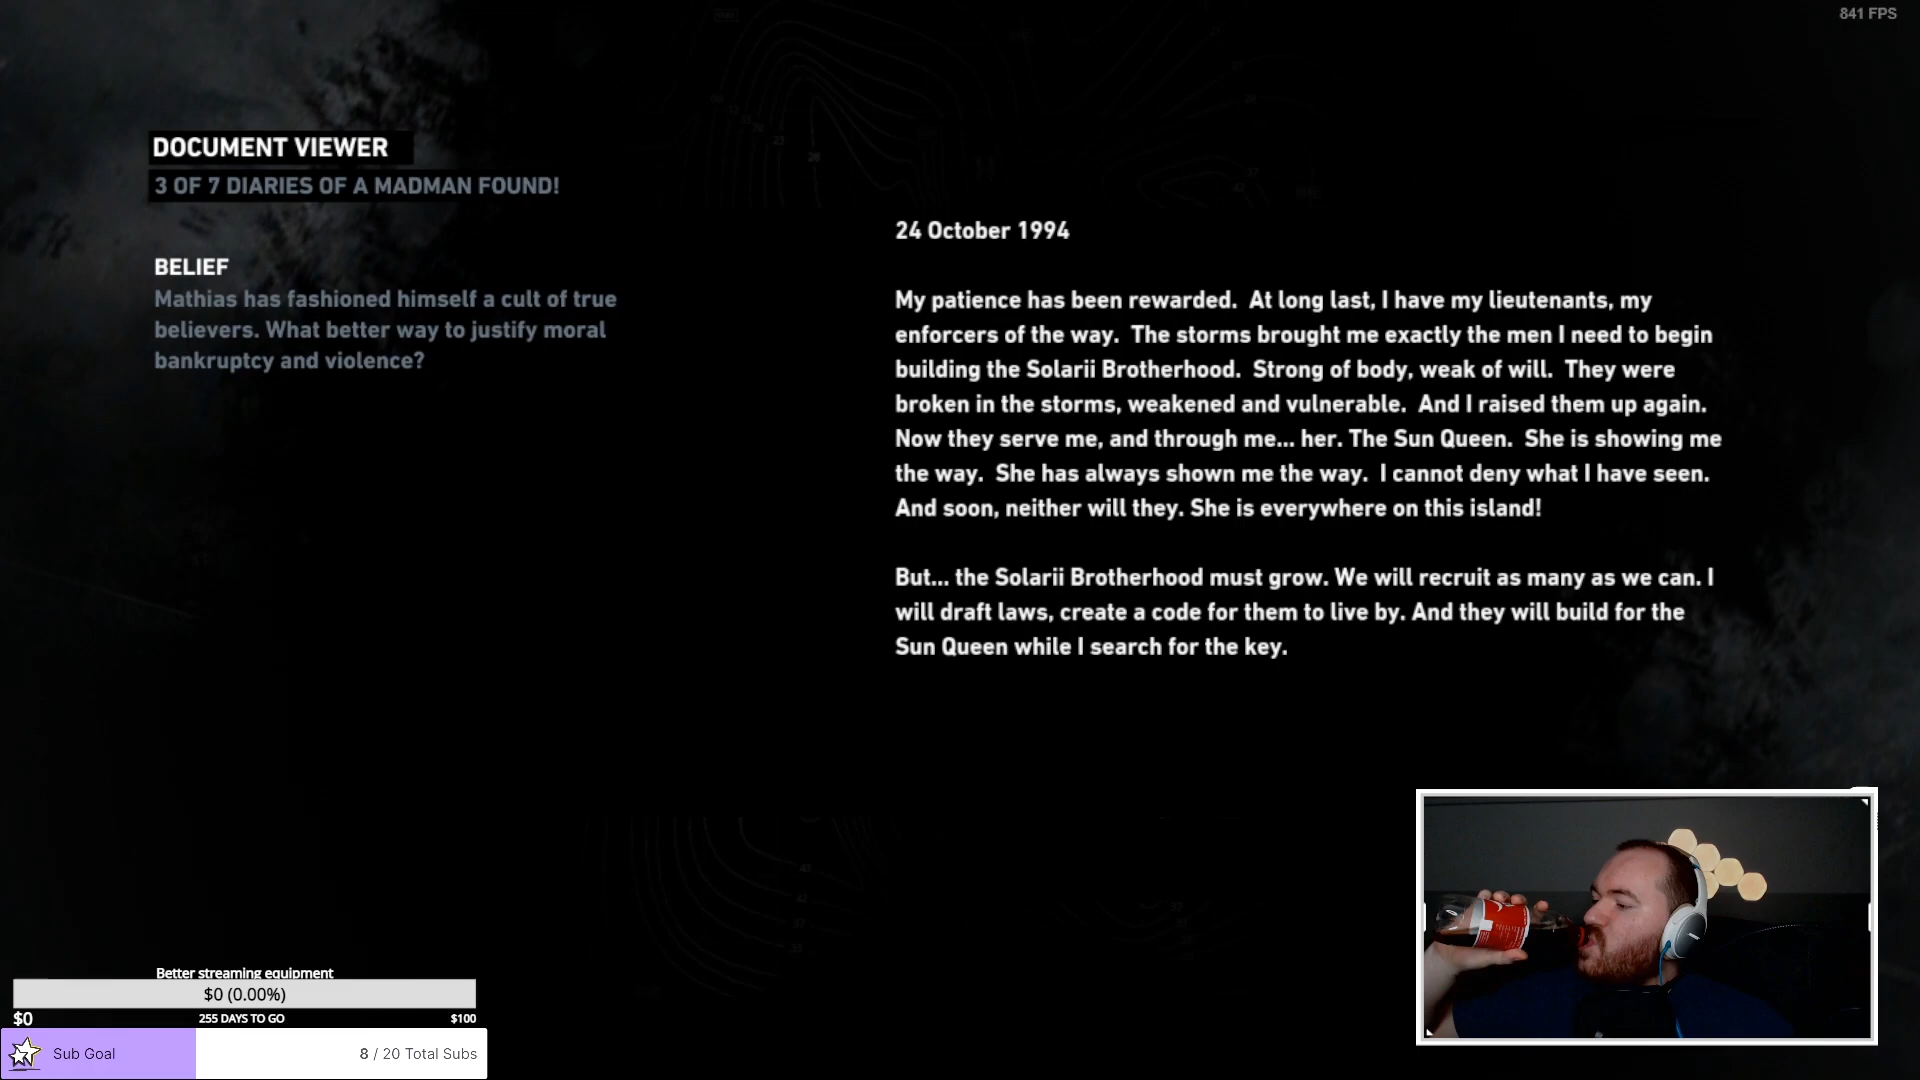 841 FPS
DOCUMENT VIEWER
3 OF 7 DIARIES OF A MADMAN FOUND!
BELIEF
Mathias has fashioned himself a cult of true
believers. What better way to justify moral
bankruptcy and violence?
24 October 1994
My patience has been rewarded.  At long last, I have my lieutenants, my
enforcers of the way.  The storms brought me exactly the men I need to begin
building the Solarii Brotherhood.  Strong of body, weak of will.  They were
broken in the storms, weakened and vulnerable.  And I raised them up again.
Now they serve me, and through me... her. The Sun Queen.  She is showing me
the way.  She has always shown me the way.  I cannot deny what I have seen.
And soon, neither will they. She is everywhere on this island!
But... the Solarii Brotherhood must grow. We will recruit as many as we can. I
will draft laws, create a code for them to live by. And they will build for the
Sun Queen while I search for the key.
Better streaming equipment
$0 (0.00%)
$0 255 DAYS TO GO $100
Sub Goal 8 / 20 Total Subs